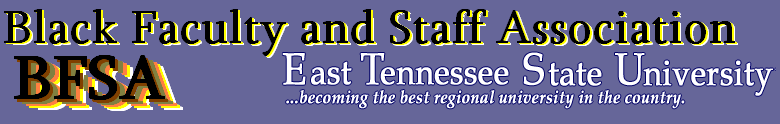 Black Faculty and Staff Association
BFSA
East Tennessee State University
...becoming the best regional university in the country.